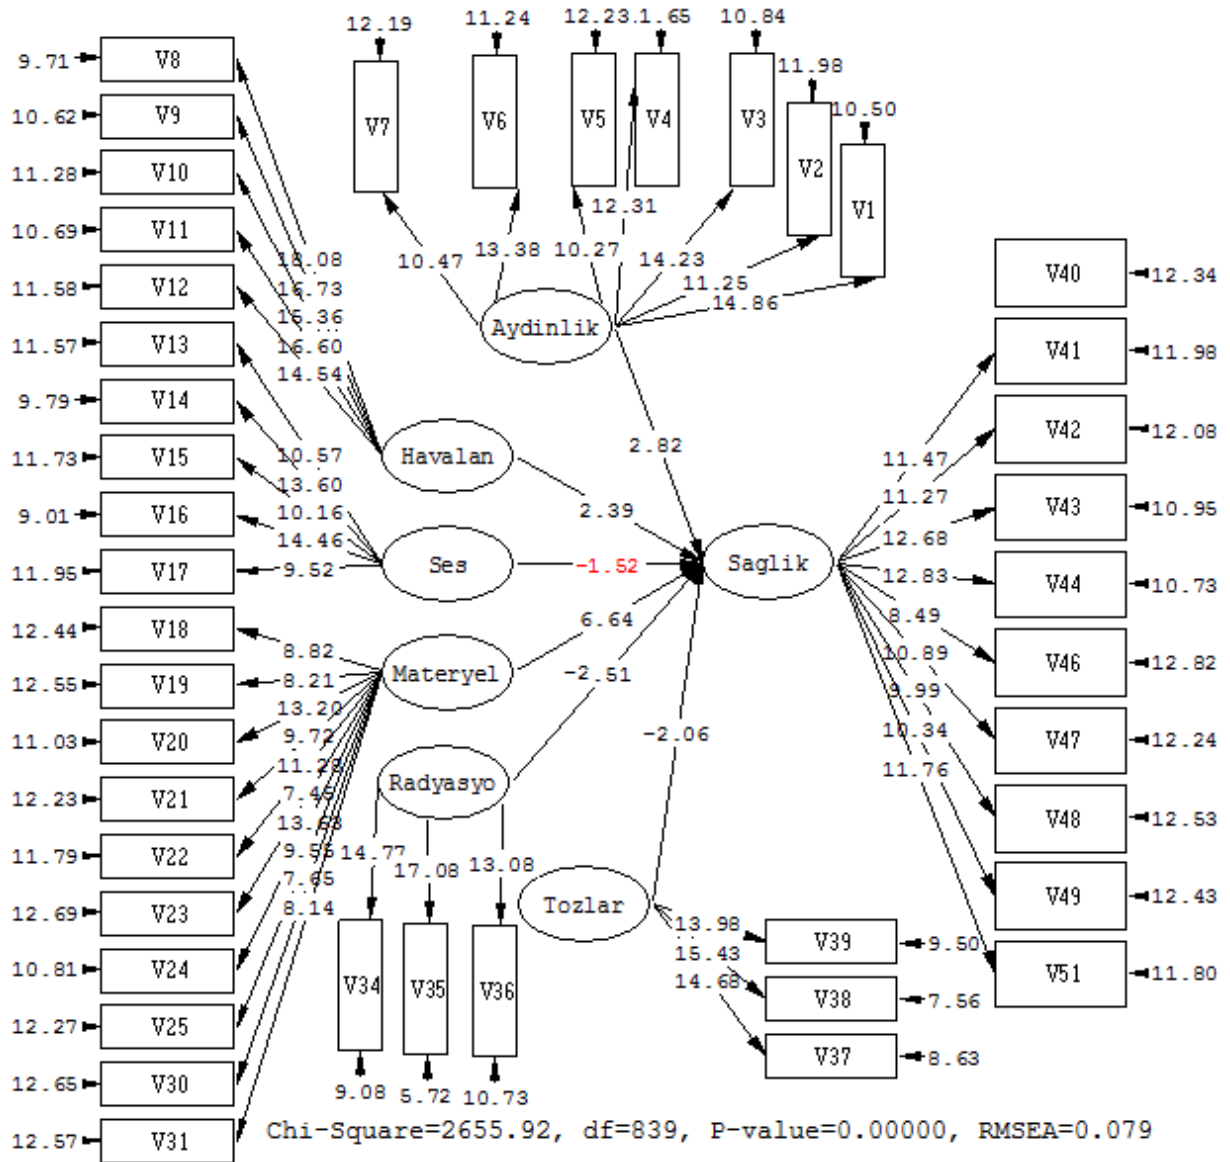 12.19
11.24
12.23
1.65
10.84
11.98
10.50
V7
V6
V5
V4
V3
V2
V1
10.47
13.38
10.27
12.31
14.23
11.25
14.86
Aydinlik
9.71 V8
10.62 V9
11.28 V10
10.69 V11
11.58 V12
11.57 V13
9.79 V14
11.73 V15
9.01 V16
11.95 V17
12.44 V18
12.55 V19
11.03 V20
12.23 V21
11.79 V22
12.69 V23
10.81 V24
12.27 V25
12.65 V30
12.57 V31
18.08
16.73
15.36
16.60
14.54
Havalan
10.57
13.60
10.16
14.46
9.52
Ses
8.82
8.21
13.20
9.72
11.28
7.45
13.63
9.55
7.65
8.14
Materyel
Radyasyo
14.77
17.08
13.08
V34
V35
V36
9.08
5.72
10.73
Tozlar
13.98
15.43
14.68
V39 9.50
V38 7.56
V37 8.63
2.82
2.39
-1.52
6.64
-2.51
-2.06
Saglik
11.47
11.27
12.68
12.83
8.49
10.89
9.99
10.34
11.76
V40 12.34
V41 11.98
V42 12.08
V43 10.95
V44 10.73
V46 12.82
V47 12.24
V48 12.53
V49 12.43
V51 11.80
Chi-Square=2655.92, df=839, P-value=0.00000, RMSEA=0.079